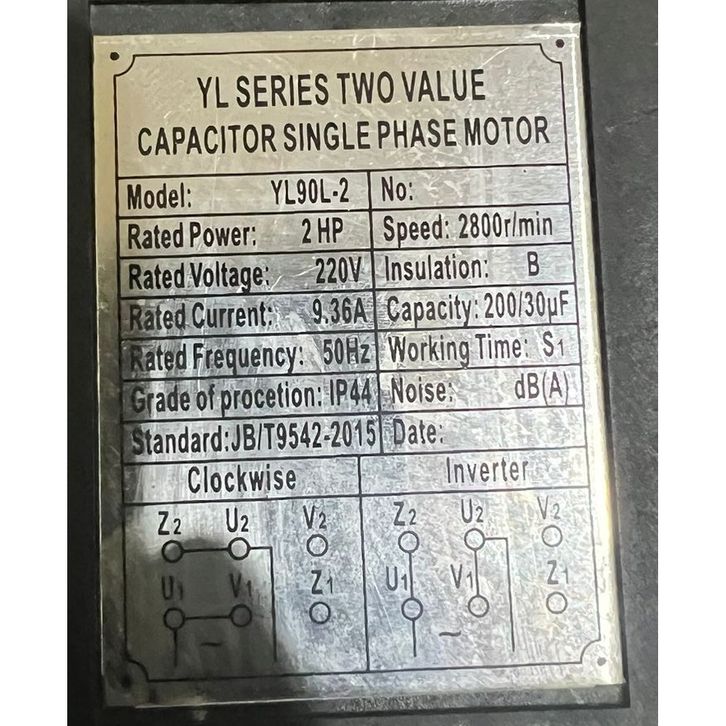 YL SERIES TWO VALUE
CAPACITOR SINGLE PHASE MOTOR
Model: YL90L-2 No:
Rated Power: 2 HP Speed: 2800r/min
Rated Voltage: 220V Insulation: B
Rated Current: 9.36A Capacity: 200/30μF
Rated Frequency: 50Hz Working Time: S1
Grade of procetion: IP44 Noise: dB(A)
Standard:JB/T9542-2015 Date:
Clockwise Inverter
Z2 U2 V2 Z2 U2 V2
U1 V1 Z1 U1 V1 Z1
~ ~